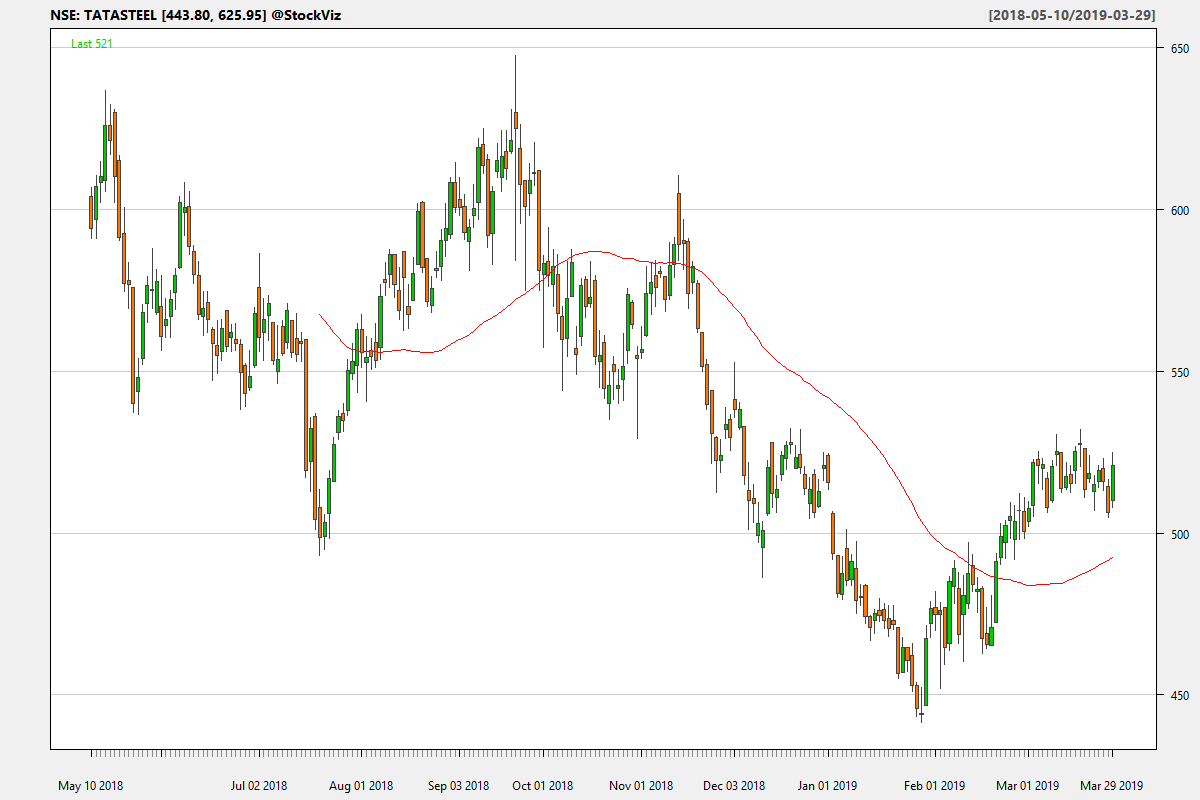 NSE: TATASTEEL [443.80, 625.95] @StockViz
[2018-05-10/2019-03-29]
Last 521
650
600
550
500
450
May 10 2018
Jul 02 2018
Aug 01 2018
Sep 03 2018
Oct 01 2018
Nov 01 2018
Dec 03 2018
Jan 01 2019
Feb 01 2019
Mar 01 2019
Mar 29 2019